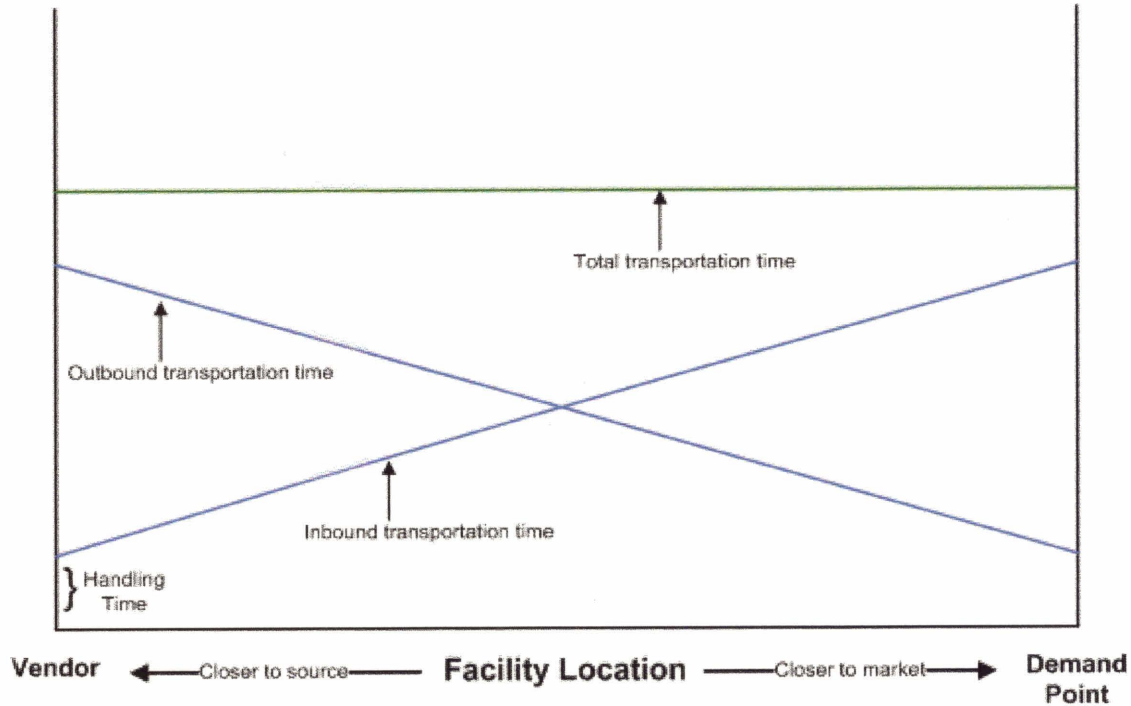 Total transportation time
Outbound transportation time
Inbound transportation time
Handling
Time
Vendor Closer to source Facility Location Closer to market Demand
Point